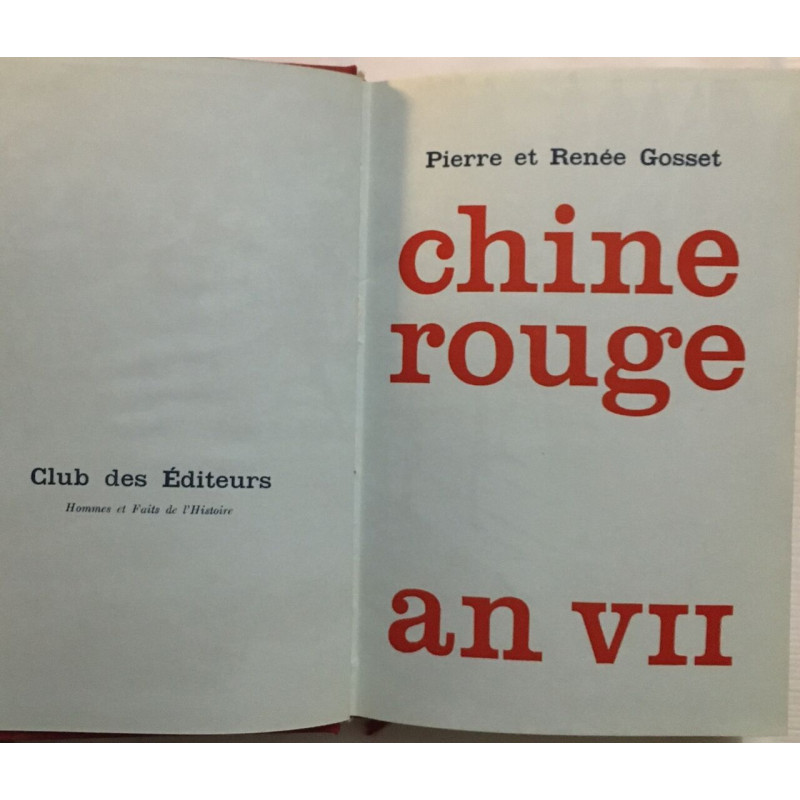 Club des Éditeurs
Hommes et Faits de l'Histoire
Pierre et Renée Gosset
chine
rouge
an VII